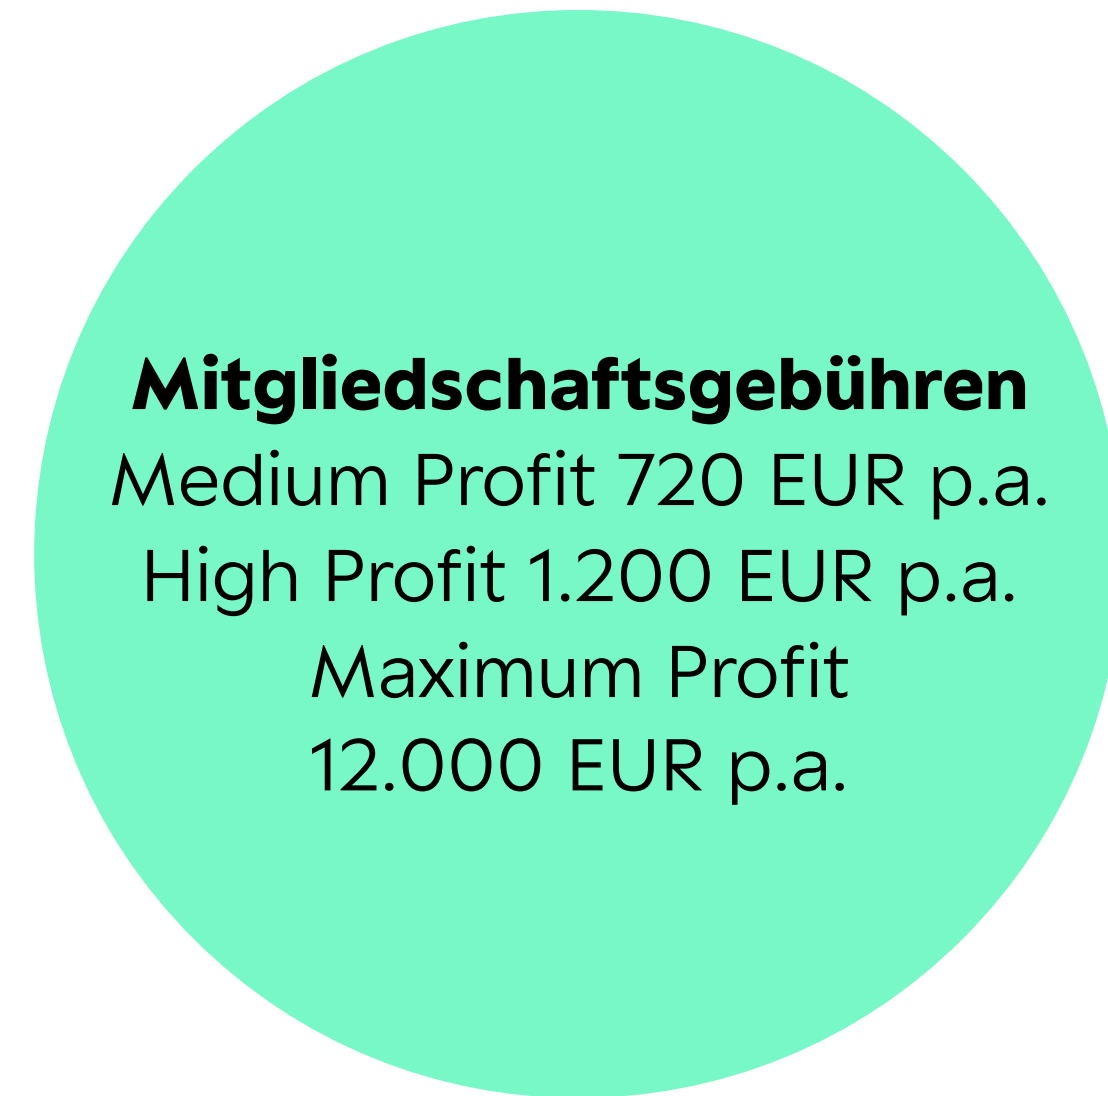 Mitgliedschaftsgebühren
Medium Profit 720 EUR p.a.
High Profit 1.200 EUR p.a.
Maximum Profit
12.000 EUR p.a.